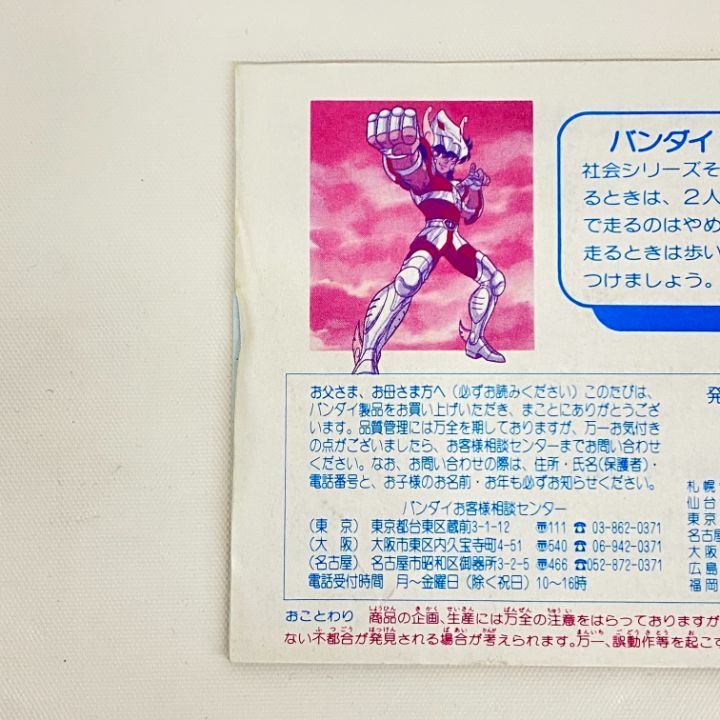 バンダイ
社会シリーズそ
るときは、２人
で走るのはやめ
走るときは歩い
つけましょう。
発
お父さま、お母さま方へ（必ずお読みください）このたびは、
バンダイ製品をお買い上げいただき、まことにありがとうござ
います。品質管理には万全を期しておりますが、万一お気付き
の点がございましたら、お客様相談センターまでお問い合わせ
ください。なお、お問い合わせの際は、住所・氏名(保護者)・
電話番号と、お子様のお名前・お年も必ずお知らせください。
バンダイお客様相談センター
(東 京) 東京都台東区蔵前3-1-12 〠111 ☎ 03-862-0371
(大 阪) 大阪市東区内久宝寺町4-51 〠540 ☎ 06-942-0371
(名古屋) 名古屋市昭和区御器所3-2-5 〠466 ☎052-872-0371
電話受付時間 月〜金曜日（除く祝日）10〜16時
札幌
仙台
東京
名古屋
大阪
広島
福岡
おことわり 商品の企画、生産には万全の注意をはらっておりますが
ない不都合が発見される場合が考えられます。万一、誤動作等を起こす